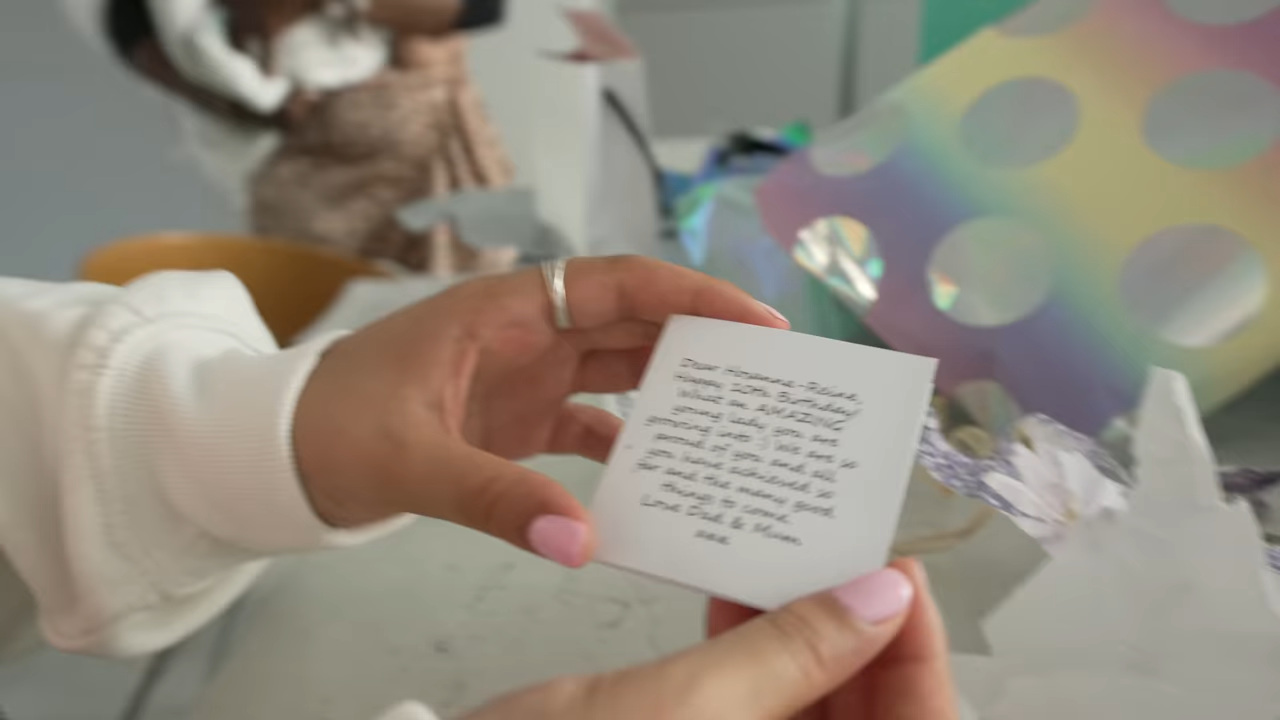 Dear
Happy 20th Birthday!
What an AMAZING
young lady you are
growing into :) We are so
proud of you and all
you have achieved so
far and the many good
things to come.
Love Dad & Mum
xxx